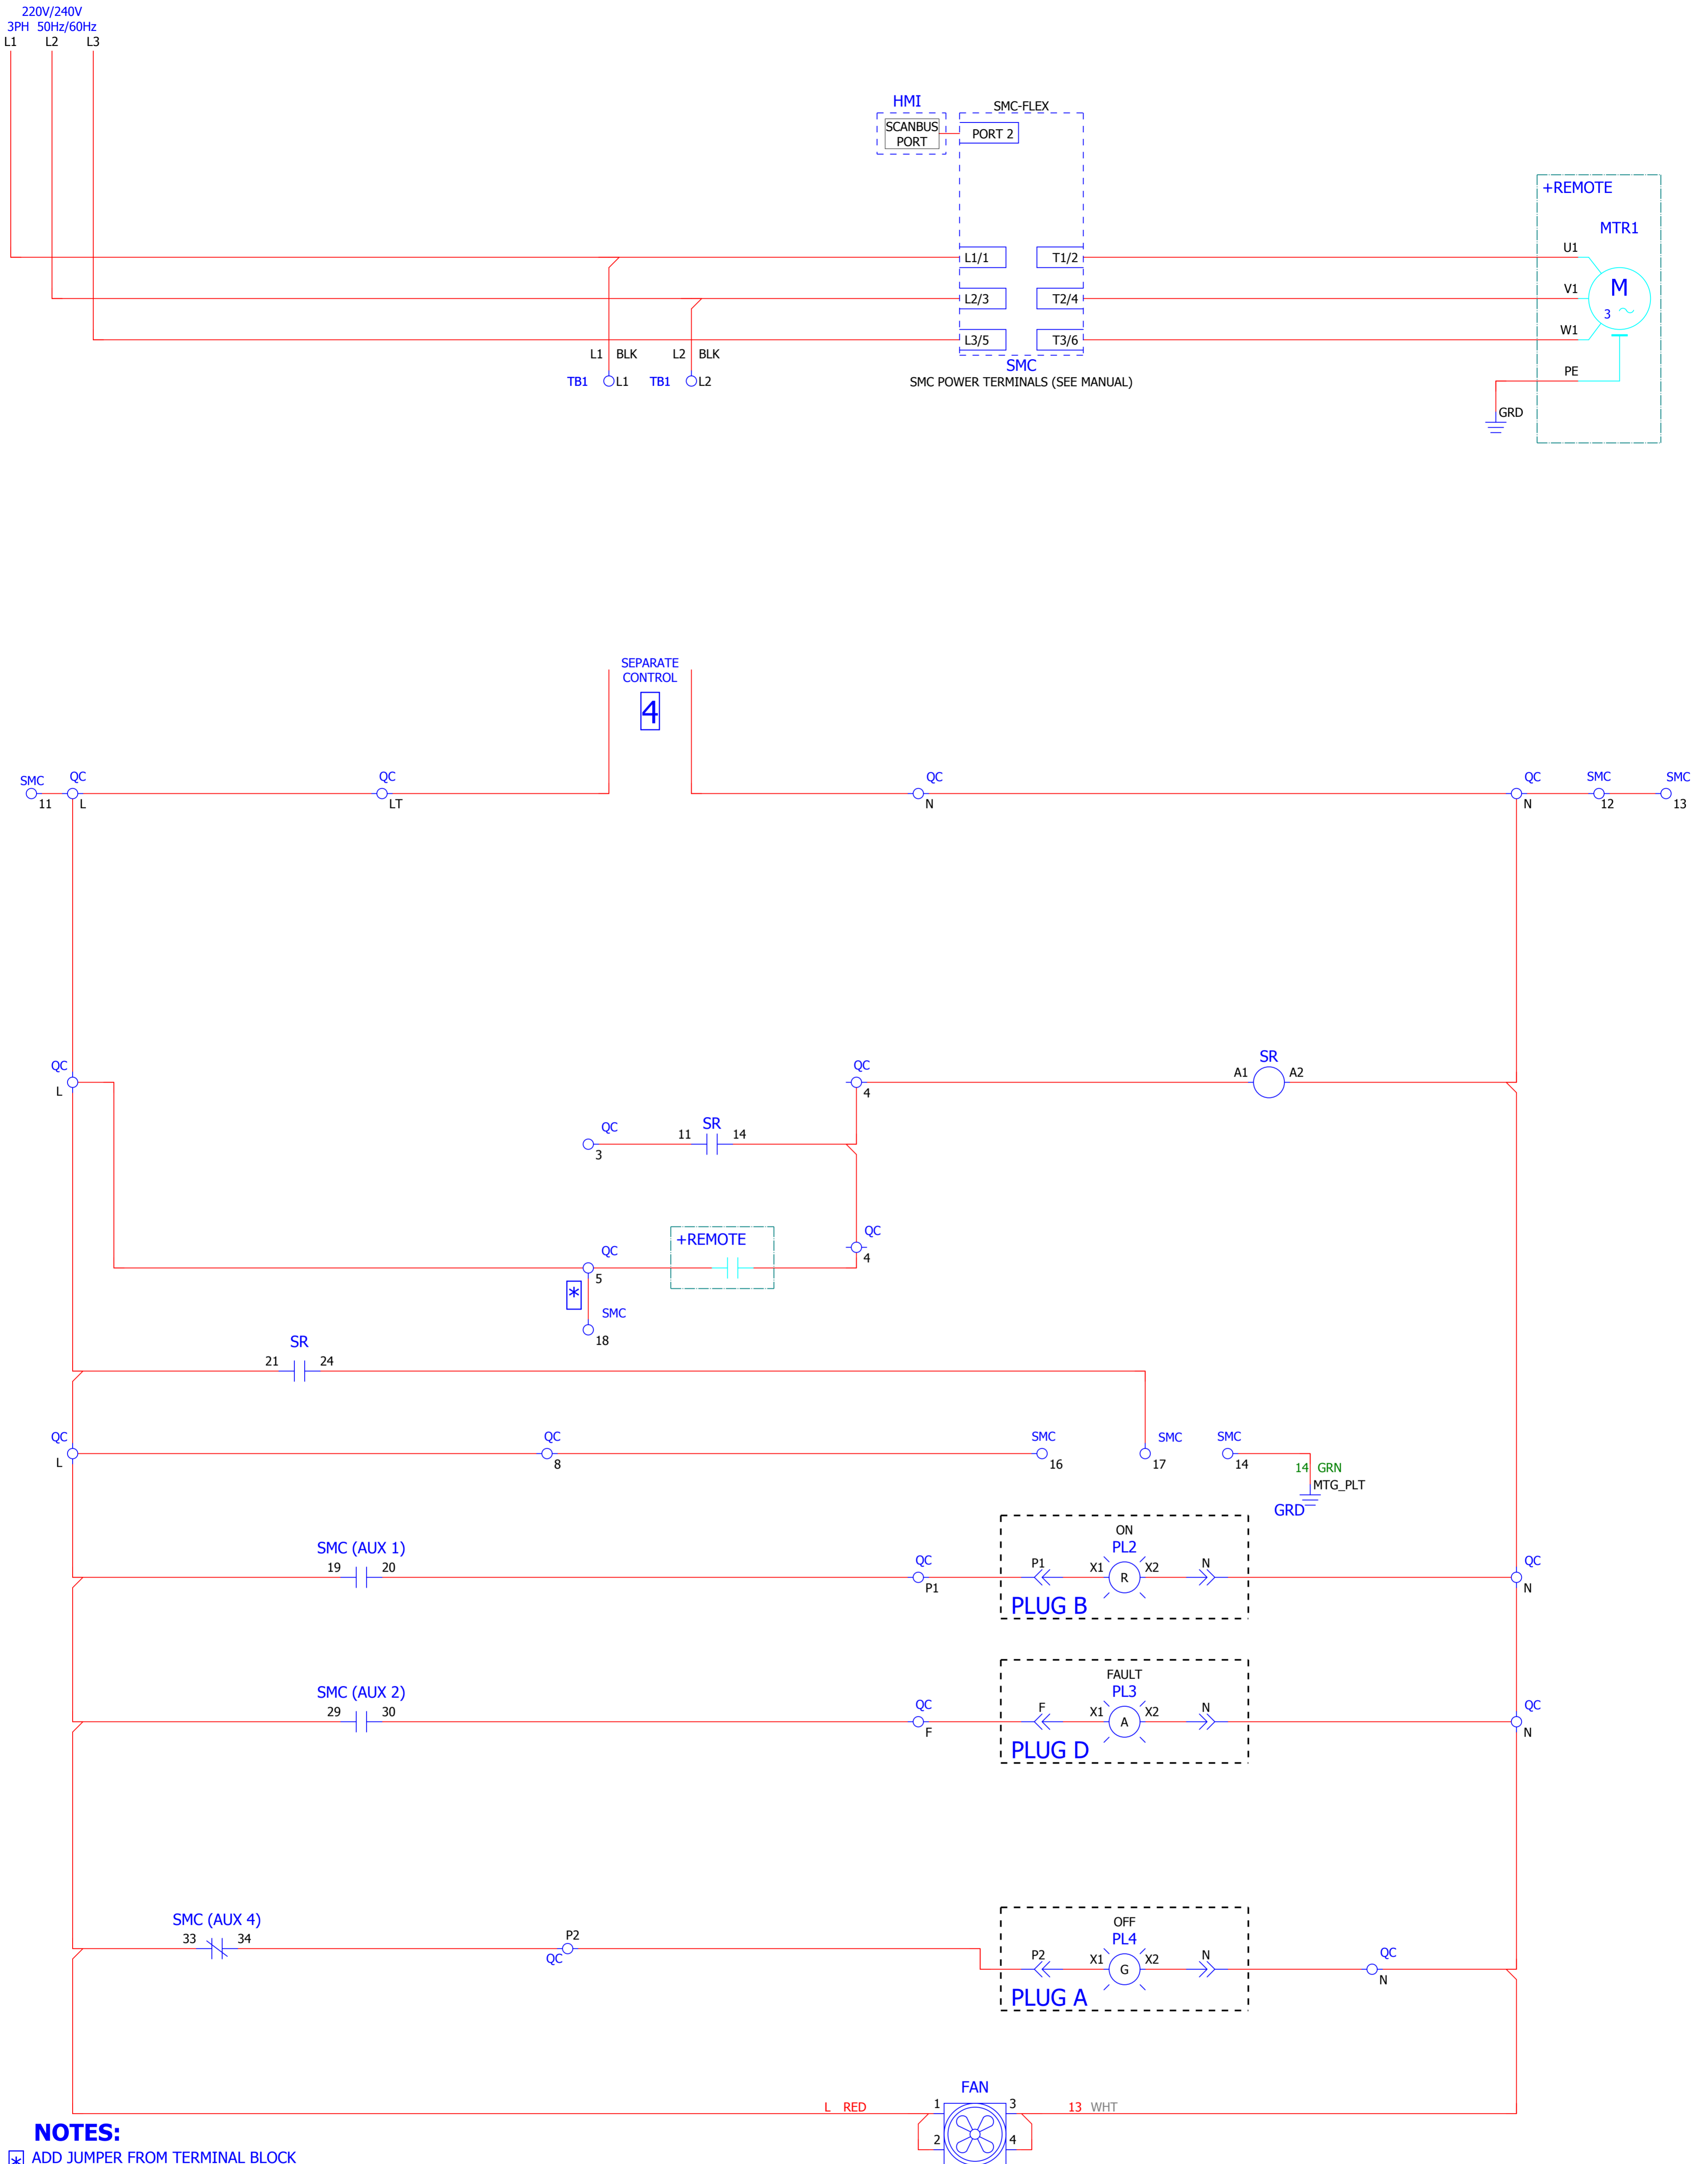 220V/240V
3PH 50Hz/60Hz
L1 L2 L3
HMI
SMC-FLEX
SCANBUS
PORT
PORT 2
+REMOTE
MTR1
L1/1 T1/2 U1
L2/3 T2/4 V1
M
3
L3/5 T3/6 W1
L1 BLK L2 BLK
SMC
PE
TB1 L1 TB1 L2
SMC POWER TERMINALS (SEE MANUAL)
GRD
SEPARATE
CONTROL
4
SMC QC QC QC QC SMC SMC
11 L LT N N 12 13
QC QC SR
A1 A2
L 4
QC SR
11 14
3
+REMOTE
QC QC
5 4
*
SMC
18
SR
21 24
QC QC SMC SMC SMC
L 8 16 17 14
14 GRN
MTG_PLT
GRD
ON
SMC (AUX 1) PL2
19 20 QC P1 X1 R X2 N QC
P1 N
PLUG B
FAULT
SMC (AUX 2) PL3
29 30 QC F X1 A X2 N QC
F N
PLUG D
SMC (AUX 4) OFF
33 34 P2 PL4
QC P2 X1 G X2 N QC
N
PLUG A
FAN
L RED 1 3 13 WHT
2 4
NOTES:
* ADD JUMPER FROM TERMINAL BLOCK